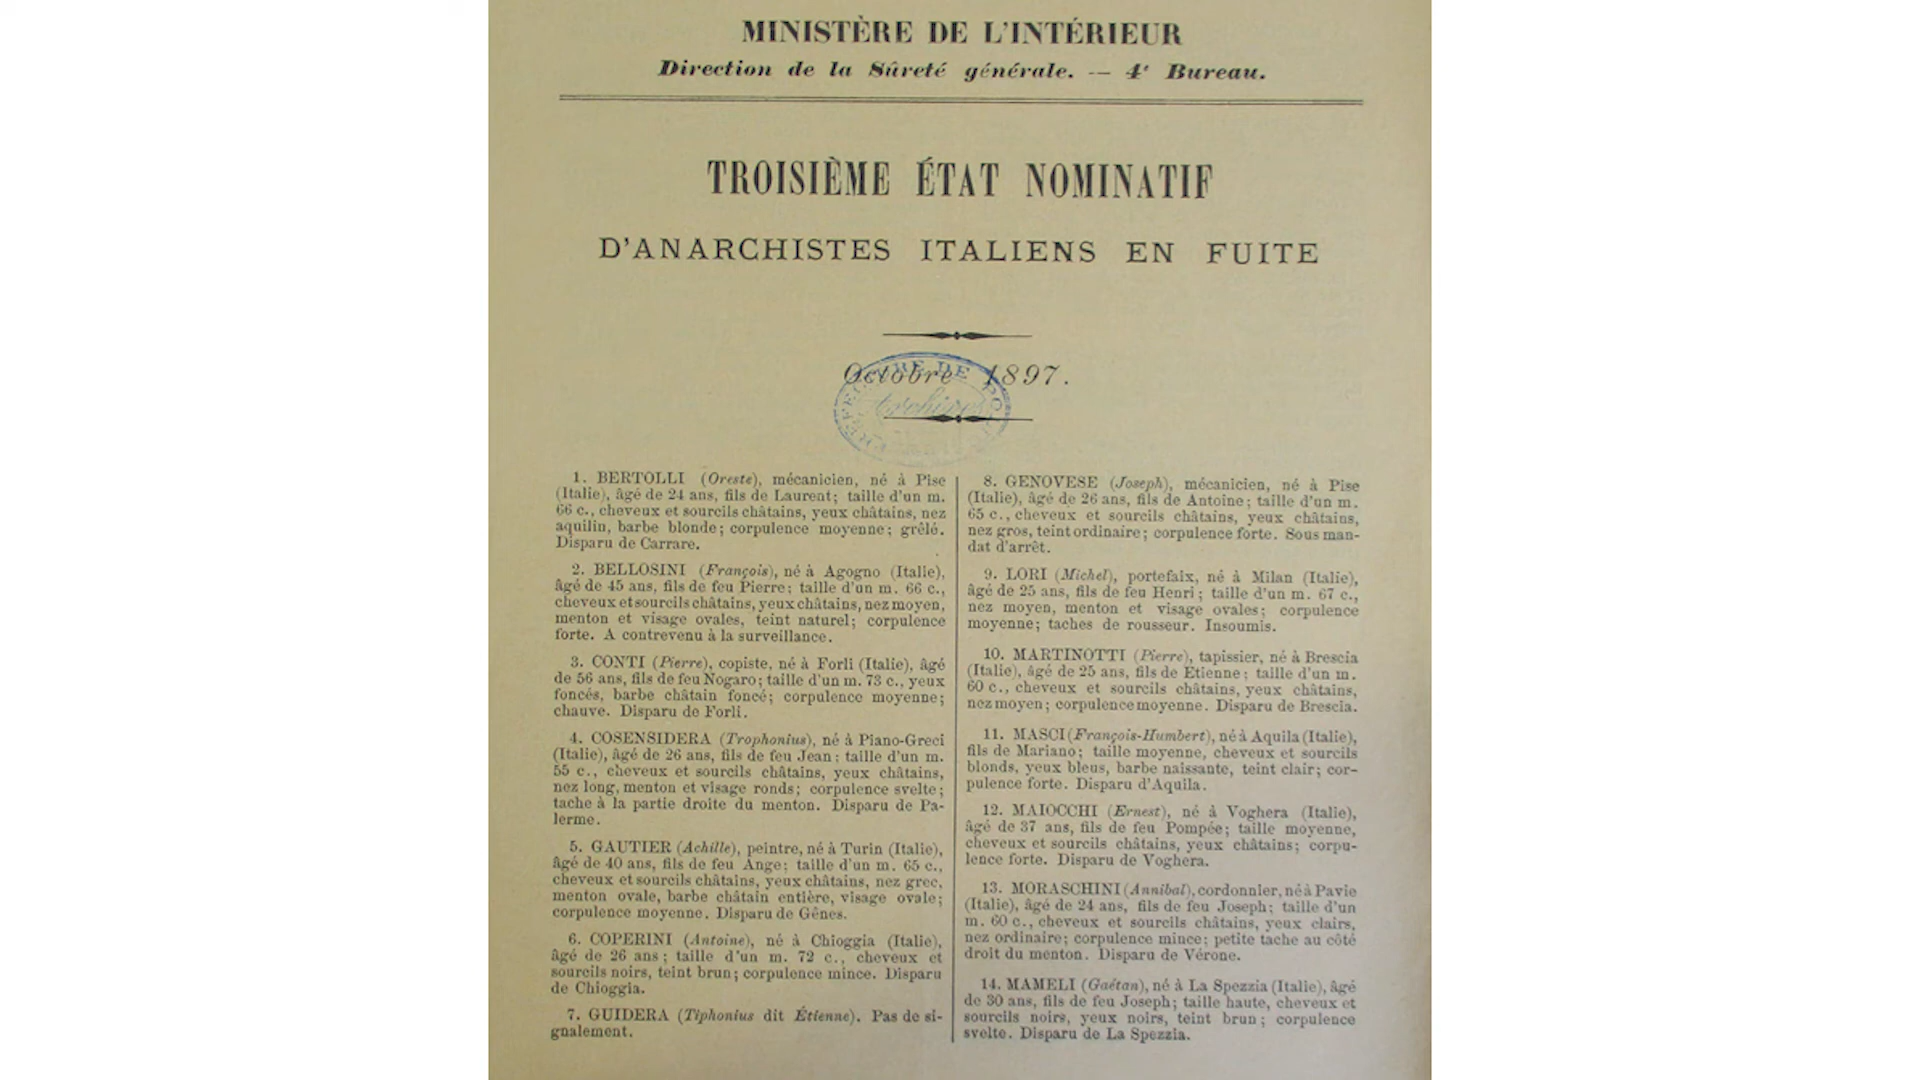 MINISTÈRE DE L'INTÉRIEUR
Direction de la Sûreté générale. — 4e Bureau.
TROISIÈME ÉTAT NOMINATIF
D'ANARCHISTES ITALIENS EN FUITE
Octobre 1897.
PREFECTURE DE POLICE
Archives
1. BERTOLLI (Oreste), mécanicien, né à Pise
(Italie), âgé de 24 ans, fils de Laurent; taille d'un m.
66 c., cheveux et sourcils châtains, yeux châtains, nez
aquilin, barbe blonde; corpulence moyenne; grêlé.
Disparu de Carrare.
2. BELLOSINI (François), né à Agogno (Italie),
âgé de 45 ans, fils de feu Pierre; taille d'un m. 66 c.,
cheveux et sourcils châtains, yeux châtains, nez moyen,
menton et visage ovales, teint naturel; corpulence
forte. A contrevenu à la surveillance.
3. CONTI (Pierre), copiste, né à Forli (Italie), âgé
de 56 ans, fils de feu Nogaro; taille d'un m. 73 c., yeux
foncés, barbe châtain foncé; corpulence moyenne;
chauve. Disparu de Forli.
4. COSENSIDERA (Trophonius), né à Piano-Greci
(Italie), âgé de 26 ans, fils de feu Jean; taille d'un m.
55 c., cheveux et sourcils châtains, yeux châtains,
nez long, menton et visage ronds; corpulence svelte;
tache à la partie droite du menton. Disparu de Pa-
lerme.
5. GAUTIER (Achille), peintre, né à Turin (Italie),
âgé de 40 ans, fils de feu Ange; taille d'un m. 65 c.,
cheveux et sourcils châtains, yeux châtains, nez grec,
menton ovale, barbe châtain entière, visage ovale;
corpulence moyenne. Disparu de Gênes.
6. COPERINI (Antoine), né à Chioggia (Italie),
âgé de 26 ans; taille d'un m. 72 c., cheveux et
sourcils noirs, teint brun; corpulence mince. Disparu
de Chioggia.
7. GUIDERA (Tiphonius dit Étienne). Pas de si-
gnalement.
8. GENOVESE (Joseph), mécanicien, né à Pise
(Italie), âgé de 26 ans, fils de Antoine; taille d'un m.
65 c., cheveux et sourcils châtains, yeux châtains,
nez gros, teint ordinaire; corpulence forte. Sous man-
dat d'arrêt.
9. LORI (Michel), portefaix, né à Milan (Italie),
âgé de 25 ans, fils de feu Henri; taille d'un m. 67 c.,
nez moyen, menton et visage ovales; corpulence
moyenne; taches de rousseur. Insoumis.
10. MARTINOTTI (Pierre), tapissier, né à Brescia
(Italie), âgé de 25 ans, fils de Etienne; taille d'un m.
60 c., cheveux et sourcils châtains, yeux châtains,
nez moyen; corpulence moyenne. Disparu de Brescia.
11. MASCI (François-Humbert), né à Aquila (Italie),
fils de Mariano; taille moyenne, cheveux et sourcils
blonds, yeux bleus, barbe naissante, teint clair; cor-
pulence forte. Disparu d'Aquila.
12. MAIOCCHI (Ernest), né à Voghera (Italie),
âgé de 37 ans, fils de feu Pompée; taille moyenne,
cheveux et sourcils châtains, yeux châtains; corpu-
lence forte. Disparu de Voghera.
13. MORASCHINI (Annibal), cordonnier, né à Pavie
(Italie), âgé de 24 ans, fils de feu Joseph; taille d'un
m. 60 c., cheveux et sourcils châtains, yeux clairs,
nez ordinaire; corpulence mince; petite tache au côté
droit du menton. Disparu de Vérone.
14. MAMELI (Gaétan), né à La Spezzia (Italie), âgé
de 30 ans, fils de feu Joseph; taille haute, cheveux et
sourcils noirs, yeux noirs, teint brun; corpulence
svelte. Disparu de La Spezzia.